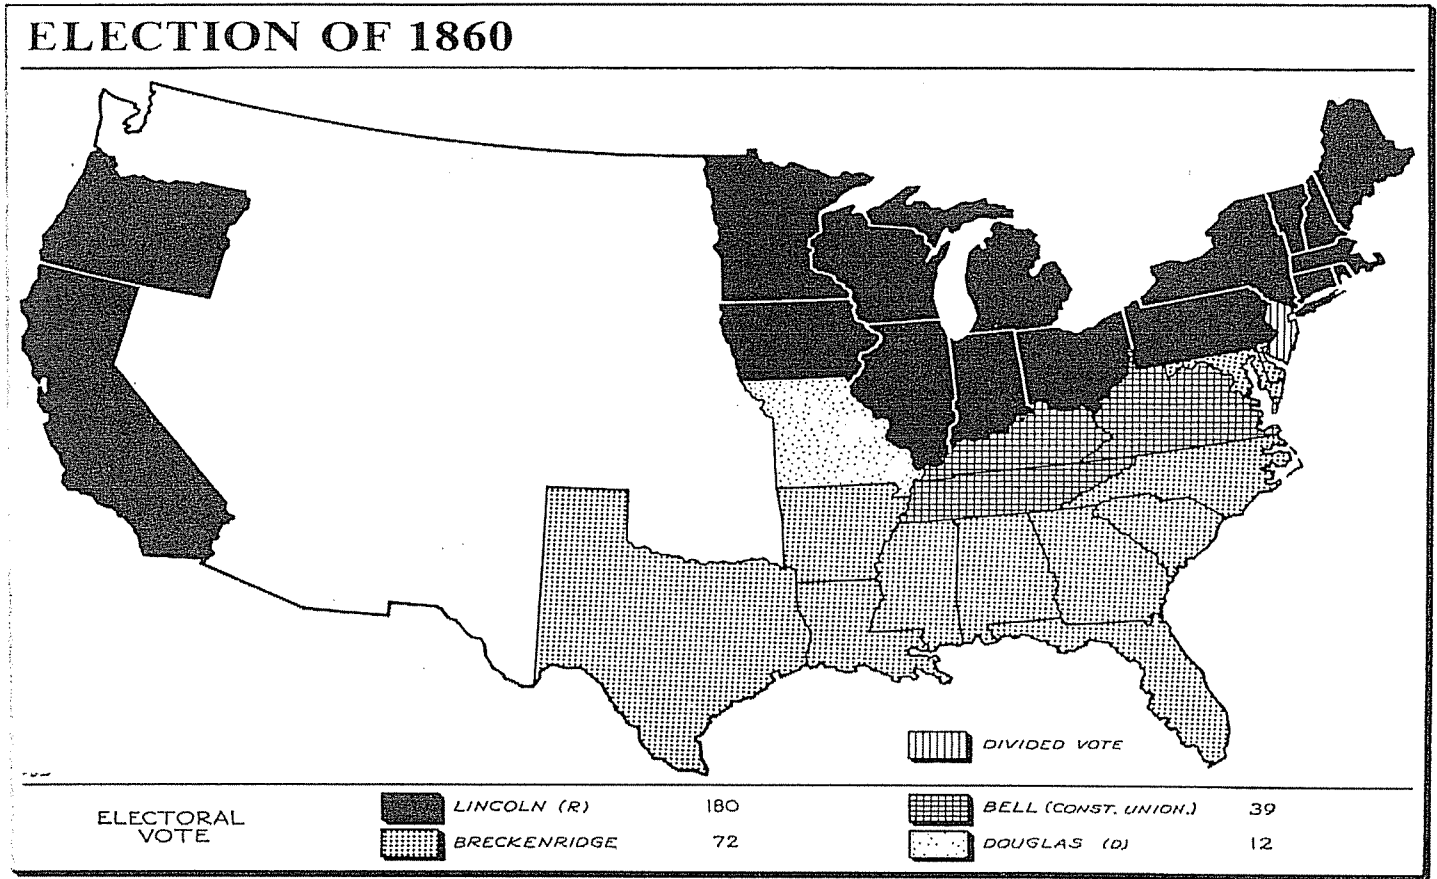 ELECTION OF 1860
DIVIDED VOTE
ELECTORAL
VOTE
LINCOLN (R) 180
BRECKENRIDGE 72
BELL (CONST. UNION.) 39
DOUGLAS (D) 12